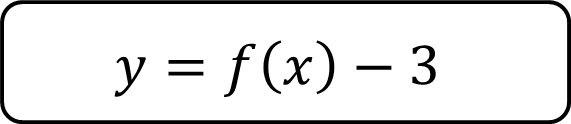 y = f(x) − 3